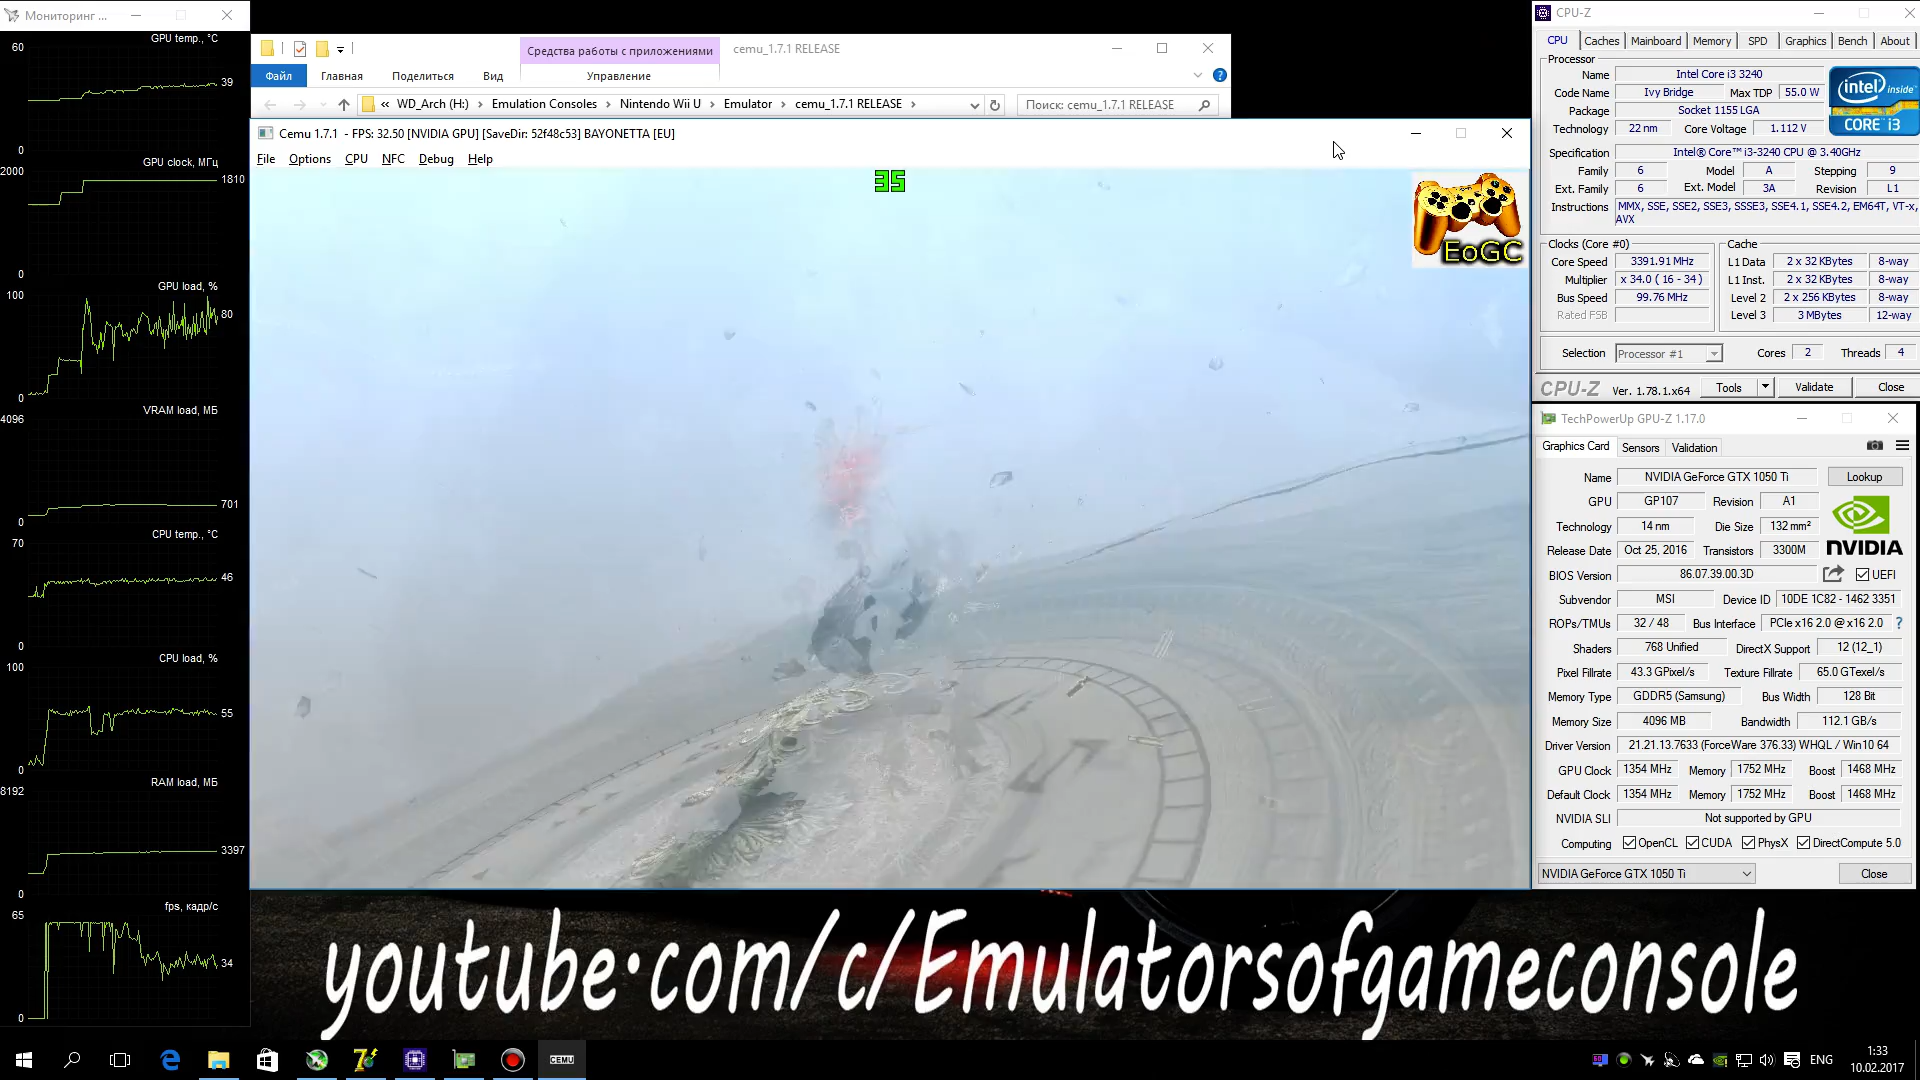 Мониторинг ...
GPU temp., °C
60
39
0
GPU clock, МГц
2000
1810
0
GPU load, %
100
80
0
VRAM load, МБ
4096
701
0
CPU temp., °C
70
46
0
CPU load, %
100
55
0
RAM load, МБ
8192
3397
0
fps, кадр/с
65
34
0
Средства работы с приложениями
cemu_1.7.1 RELEASE
Файл Главная Поделиться Вид Управление
« WD_Arch (H:) Emulation Consoles Nintendo Wii U Emulator cemu_1.7.1 RELEASE
Поиск: cemu_1.7.1 RELEASE
Cemu 1.7.1 - FPS: 32.50 [NVIDIA GPU] [SaveDir: 52f48c53] BAYONETTA [EU]
File Options CPU NFC Debug Help
35
EoGC
CPU-Z
CPU Caches Mainboard Memory SPD Graphics Bench About
Processor
Name Intel Core i3 3240
Code Name Ivy Bridge Max TDP 55.0 W
Package Socket 1155 LGA
Technology 22 nm Core Voltage 1.112 V
intel inside™
CORE i3
Specification Intel® Core™ i3-3240 CPU @ 3.40GHz
Family 6 Model A Stepping 9
Ext. Family 6 Ext. Model 3A Revision L1
Instructions MMX, SSE, SSE2, SSE3, SSSE3, SSE4.1, SSE4.2, EM64T, VT-x,
AVX
Clocks (Core #0) Cache
Core Speed 3391.91 MHz L1 Data 2 x 32 KBytes 8-way
Multiplier x 34.0 ( 16 - 34 ) L1 Inst. 2 x 32 KBytes 8-way
Bus Speed 99.76 MHz Level 2 2 x 256 KBytes 8-way
Rated FSB Level 3 3 MBytes 12-way
Selection Processor #1 Cores 2 Threads 4
CPU-Z Ver. 1.78.1.x64 Tools Validate Close
TechPowerUp GPU-Z 1.17.0
Graphics Card Sensors Validation
Name NVIDIA GeForce GTX 1050 Ti Lookup
GPU GP107 Revision A1
Technology 14 nm Die Size 132 mm²
Release Date Oct 25, 2016 Transistors 3300M
NVIDIA
BIOS Version 86.07.39.00.3D UEFI
Subvendor MSI Device ID 10DE 1C82 - 1462 3351
ROPs/TMUs 32 / 48 Bus Interface PCIe x16 2.0 @ x16 2.0 ?
Shaders 768 Unified DirectX Support 12 (12_1)
Pixel Fillrate 43.3 GPixel/s Texture Fillrate 65.0 GTexel/s
Memory Type GDDR5 (Samsung) Bus Width 128 Bit
Memory Size 4096 MB Bandwidth 112.1 GB/s
Driver Version 21.21.13.7633 (ForceWare 376.33) WHQL / Win10 64
GPU Clock 1354 MHz Memory 1752 MHz Boost 1468 MHz
Default Clock 1354 MHz Memory 1752 MHz Boost 1468 MHz
NVIDIA SLI Not supported by GPU
Computing OpenCL CUDA PhysX DirectCompute 5.0
NVIDIA GeForce GTX 1050 Ti Close
youtube.com/c/Emulatorsofgameconsole
CEMU
ENG
1:33
10.02.2017